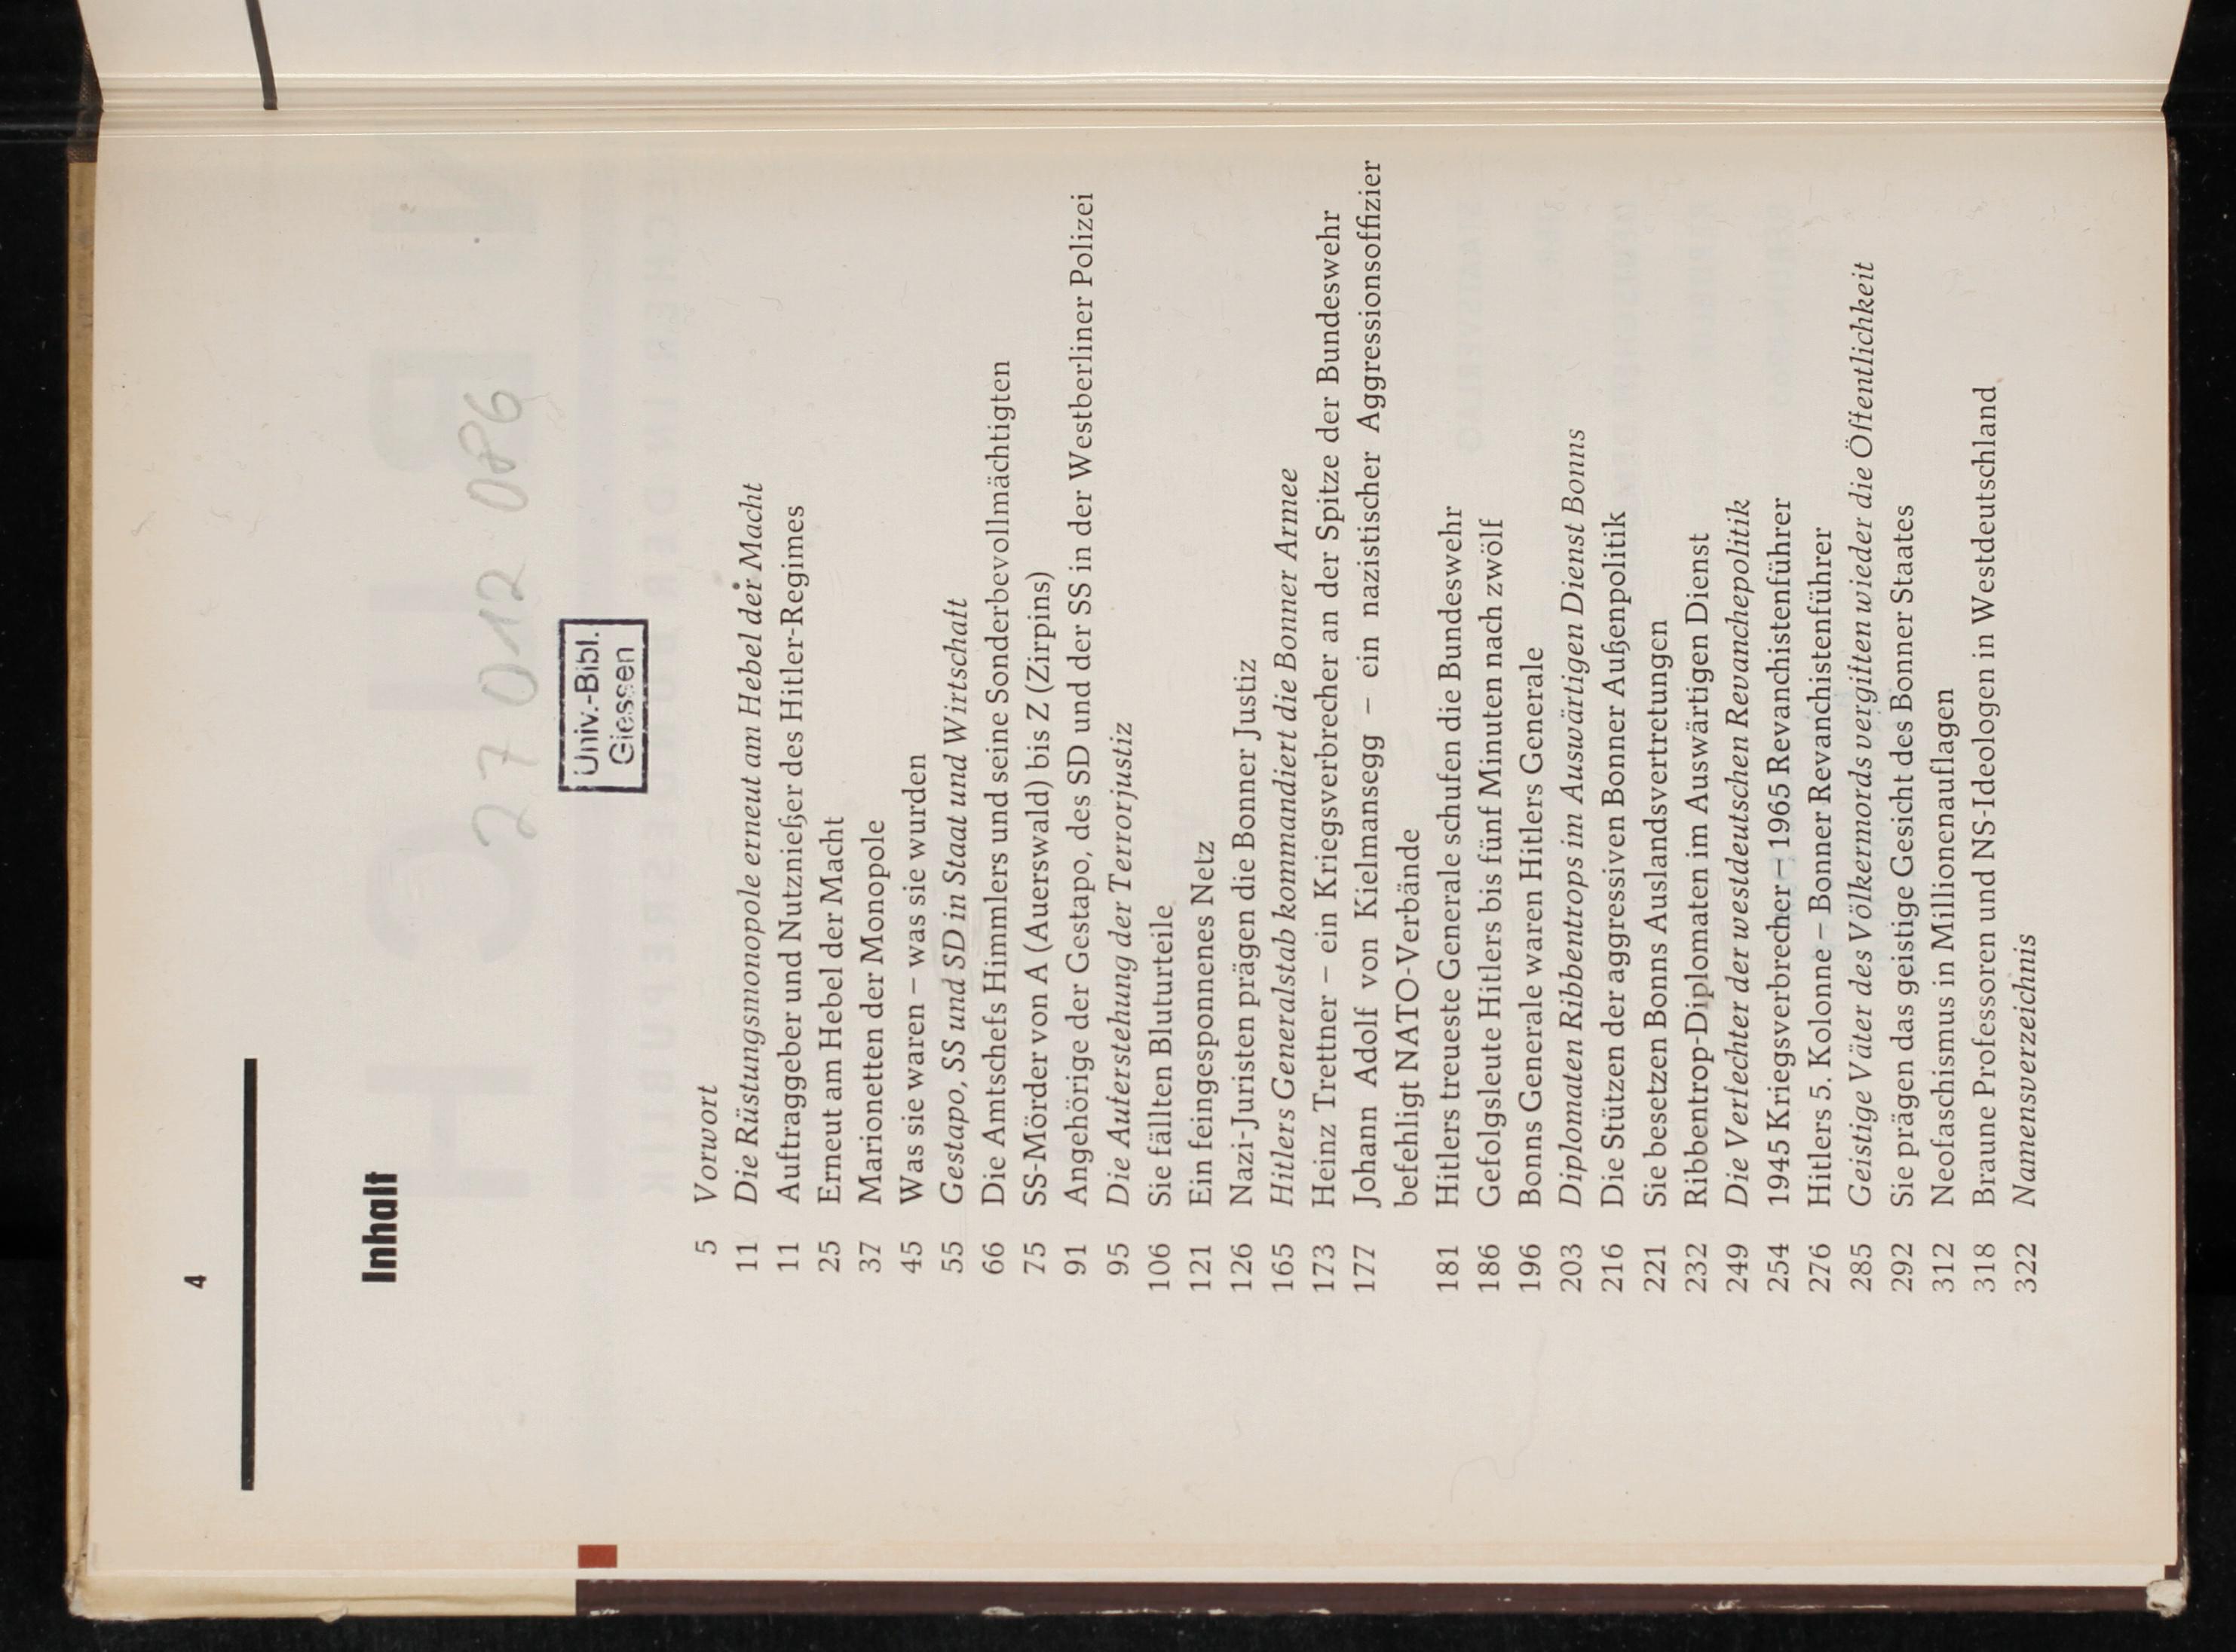 4
Inhalt
27 012 086
Univ.-Bibl.
Giessen
5 Vorwort
11 Die Rüstungsmonopole erneut am Hebel der Macht
11 Auftraggeber und Nutznießer des Hitler-Regimes
25 Erneut am Hebel der Macht
37 Marionetten der Monopole
45 Was sie waren – was sie wurden
55 Gestapo, SS und SD in Staat und Wirtschaft
66 Die Amtschefs Himmlers und seine Sonderbevollmächtigten
75 SS-Mörder von A (Auerswald) bis Z (Zirpins)
91 Angehörige der Gestapo, des SD und der SS in der Westberliner Polizei
95 Die Auferstehung der Terrorjustiz
106 Sie fällten Bluturteile
121 Ein feingesponnenes Netz
126 Nazi-Juristen prägen die Bonner Justiz
165 Hitlers Generalstab kommandiert die Bonner Armee
173 Heinz Trettner – ein Kriegsverbrecher an der Spitze der Bundeswehr
177 Johann Adolf von Kielmansegg – ein nazistischer Aggressionsoffizier
befehligt NATO-Verbände
181 Hitlers treueste Generale schufen die Bundeswehr
186 Gefolgsleute Hitlers bis fünf Minuten nach zwölf
196 Bonns Generale waren Hitlers Generale
203 Diplomaten Ribbentrops im Auswärtigen Dienst Bonns
216 Die Stützen der aggressiven Bonner Außenpolitik
221 Sie besetzen Bonns Auslandsvertretungen
232 Ribbentrop-Diplomaten im Auswärtigen Dienst
249 Die Verfechter der westdeutschen Revanchepolitik
254 1945 Kriegsverbrecher – 1965 Revanchistenführer
276 Hitlers 5. Kolonne – Bonner Revanchistenführer
285 Geistige Väter des Völkermords vergiften wieder die Öffentlichkeit
292 Sie prägen das geistige Gesicht des Bonner Staates
312 Neofaschismus in Millionenauflagen
318 Braune Professoren und NS-Ideologen in Westdeutschland
322 Namensverzeichnis